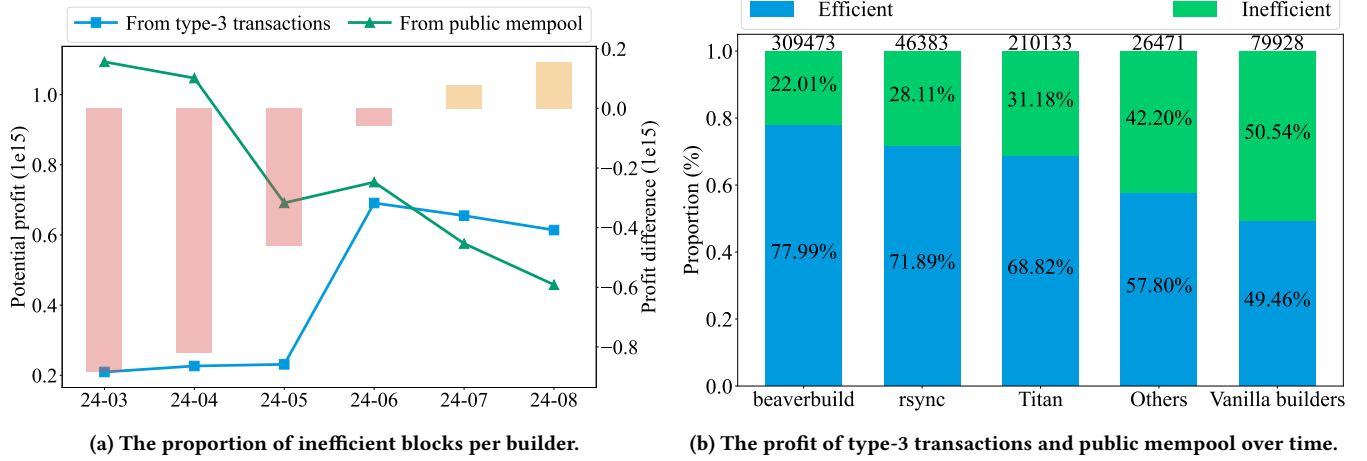 From type-3 transactions From public mempool
Potential profit (1e15)
1.0
0.8
0.6
0.4
0.2
0.2
0.0
−0.2
−0.4
−0.6
−0.8
Profit difference (1e15)
24-03 24-04 24-05 24-06 24-07 24-08
(a) The proportion of inefficient blocks per builder.
Efficient Inefficient
Proportion (%)
1.0
0.8
0.6
0.4
0.2
0.0
309473 46383 210133 26471 79928
22.01% 28.11% 31.18% 42.20% 50.54%
77.99% 71.89% 68.82% 57.80% 49.46%
beaverbuild rsync Titan Others Vanilla builders
(b) The profit of type-3 transactions and public mempool over time.